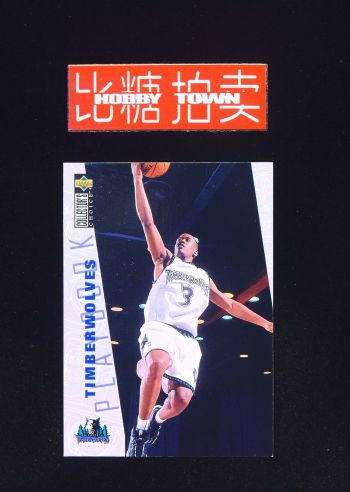 比糖拍卖
HOBBY TOWN
COLLECTOR'S
choice
PLAYBOOK
TIMBERWOLVES
TIMBERWOLVES
3